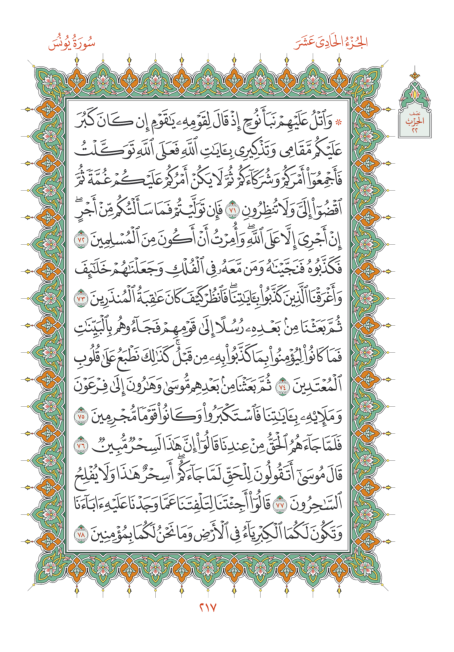 سُورَةُ يُونُسَ
الجُزْءُ الحَادِىَ عَشَرَ
نصف
الحزب
٢٢
۞ وَٱتْلُ عَلَيْهِمْ نَبَأَ نُوحٍ إِذْ قَالَ لِقَوْمِهِۦ يَٰقَوْمِ إِن كَانَ كَبُرَ
عَلَيْكُم مَّقَامِى وَتَذْكِيرِى بِـَٔايَٰتِ ٱللَّهِ فَعَلَى ٱللَّهِ تَوَكَّلْتُ
فَأَجْمِعُوٓا۟ أَمْرَكُمْ وَشُرَكَآءَكُمْ ثُمَّ لَا يَكُنْ أَمْرُكُمْ عَلَيْكُمْ غُمَّةً ثُمَّ
ٱقْضُوٓا۟ إِلَىَّ وَلَا تُنظِرُونِ ٧١ فَإِن تَوَلَّيْتُمْ فَمَا سَأَلْتُكُم مِّنْ أَجْرٍ ۖ
إِنْ أَجْرِىَ إِلَّا عَلَى ٱللَّهِ ۖ وَأُمِرْتُ أَنْ أَكُونَ مِنَ ٱلْمُسْلِمِينَ ٧٢
فَكَذَّبُوهُ فَنَجَّيْنَٰهُ وَمَن مَّعَهُۥ فِى ٱلْفُلْكِ وَجَعَلْنَٰهُمْ خَلَٰٓئِفَ
وَأَغْرَقْنَا ٱلَّذِينَ كَذَّبُوا۟ بِـَٔايَٰتِنَا ۖ فَٱنظُرْ كَيْفَ كَانَ عَٰقِبَةُ ٱلْمُنذَرِينَ ٧٣
ثُمَّ بَعَثْنَا مِنۢ بَعْدِهِۦ رُسُلًا إِلَىٰ قَوْمِهِمْ فَجَآءُوهُم بِٱلْبَيِّنَٰتِ
فَمَا كَانُوا۟ لِيُؤْمِنُوا۟ بِمَا كَذَّبُوا۟ بِهِۦ مِن قَبْلُ ۚ كَذَٰلِكَ نَطْبَعُ عَلَىٰ قُلُوبِ
ٱلْمُعْتَدِينَ ٧٤ ثُمَّ بَعَثْنَا مِنۢ بَعْدِهِم مُّوسَىٰ وَهَٰرُونَ إِلَىٰ فِرْعَوْنَ
وَمَلَإِي۟هِۦ بِـَٔايَٰتِنَا فَٱسْتَكْبَرُوا۟ وَكَانُوا۟ قَوْمًا مُّجْرِمِينَ ٧٥
فَلَمَّا جَآءَهُمُ ٱلْحَقُّ مِنْ عِندِنَا قَالُوٓا۟ إِنَّ هَٰذَا لَسِحْرٌ مُّبِينٌ ٧٦
قَالَ مُوسَىٰٓ أَتَقُولُونَ لِلْحَقِّ لَمَّا جَآءَكُمْ ۖ أَسِحْرٌ هَٰذَا وَلَا يُفْلِحُ
ٱلسَّٰحِرُونَ ٧٧ قَالُوٓا۟ أَجِئْتَنَا لِتَلْفِتَنَا عَمَّا وَجَدْنَا عَلَيْهِ ءَابَآءَنَا
وَتَكُونَ لَكُمَا ٱلْكِبْرِيَآءُ فِى ٱلْأَرْضِ وَمَا نَحْنُ لَكُمَا بِمُؤْمِنِينَ ٧٨
٢١٧